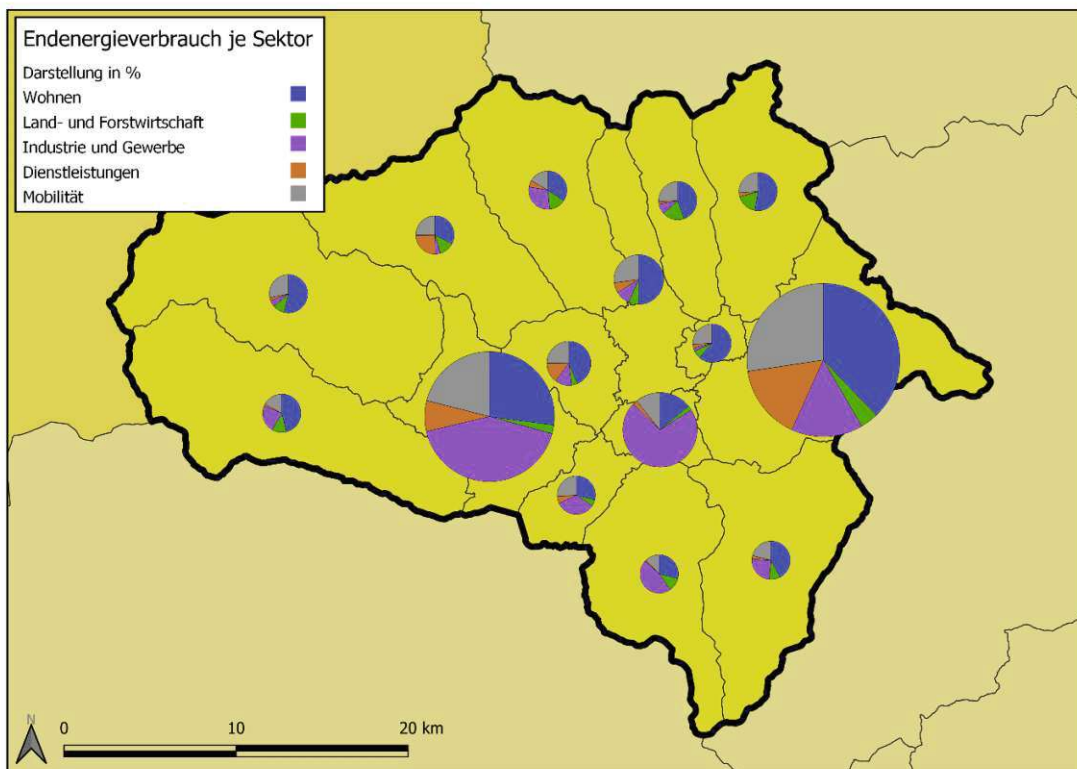 Endenergieverbrauch je Sektor
Darstellung in %
Wohnen
Land- und Forstwirtschaft
Industrie und Gewerbe
Dienstleistungen
Mobilität
N
0 10 20 km